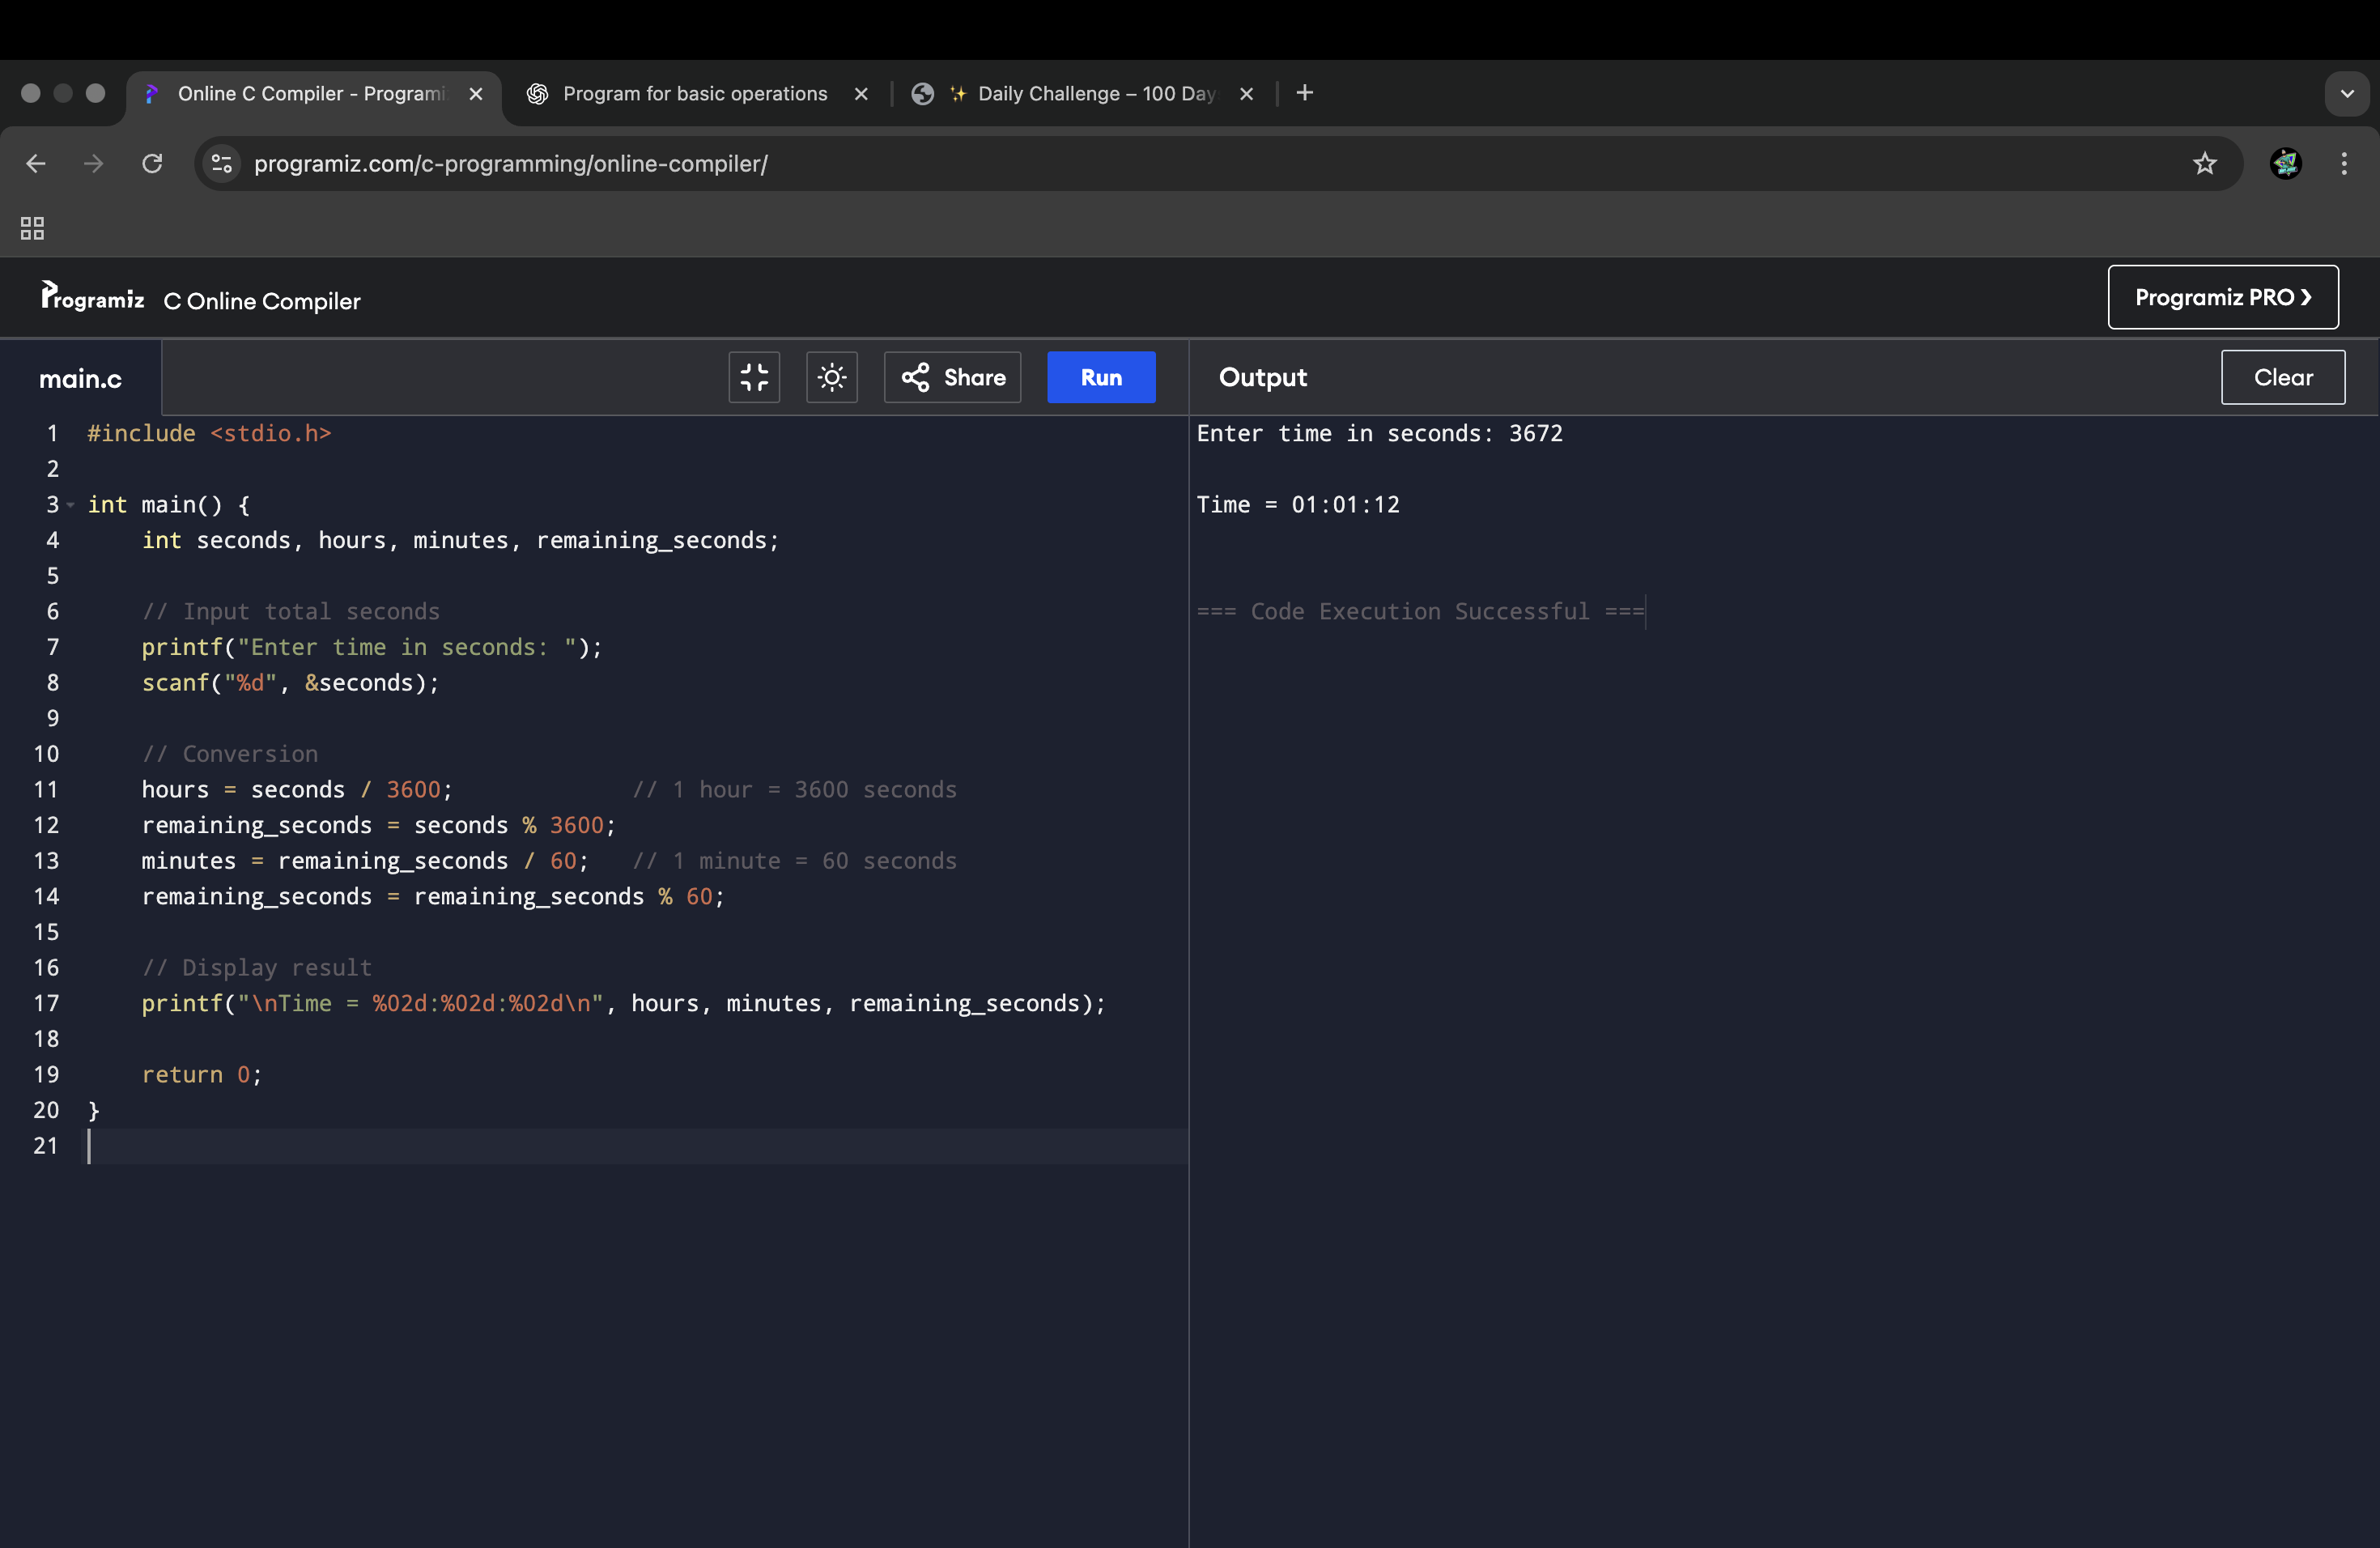 Online C Compiler - Programi
Program for basic operations
✨ Daily Challenge – 100 Day
programiz.com/c-programming/online-compiler/
Programiz C Online Compiler
Programiz PRO ❯
main.c
Share
Run
Output
Clear
1 #include <stdio.h>
2
3 int main() {
4     int seconds, hours, minutes, remaining_seconds;
5
6     // Input total seconds
7     printf("Enter time in seconds: ");
8     scanf("%d", &seconds);
9
10     // Conversion
11     hours = seconds / 3600;             // 1 hour = 3600 seconds
12     remaining_seconds = seconds % 3600;
13     minutes = remaining_seconds / 60;   // 1 minute = 60 seconds
14     remaining_seconds = remaining_seconds % 60;
15
16     // Display result
17     printf("\nTime = %02d:%02d:%02d\n", hours, minutes, remaining_seconds);
18
19     return 0;
20 }
21
Enter time in seconds: 3672
Time = 01:01:12
=== Code Execution Successful ===